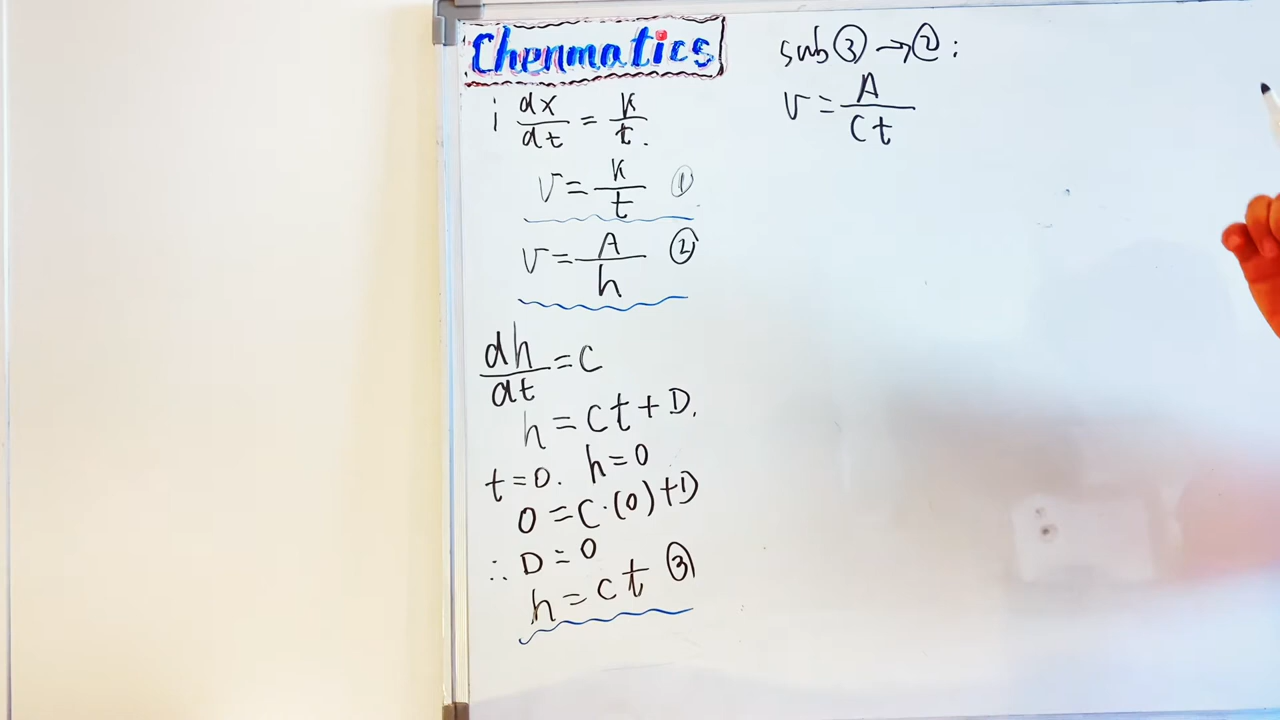 Chenmatics
i dx/dt = k/t.
v = k/t ①
v = A/h ②
dh/dt = C
h = Ct + D.
t = 0. h = 0
0 = C·(0) + D
∴ D = 0
h = ct ③
sub ③ → ② :
v = A/Ct